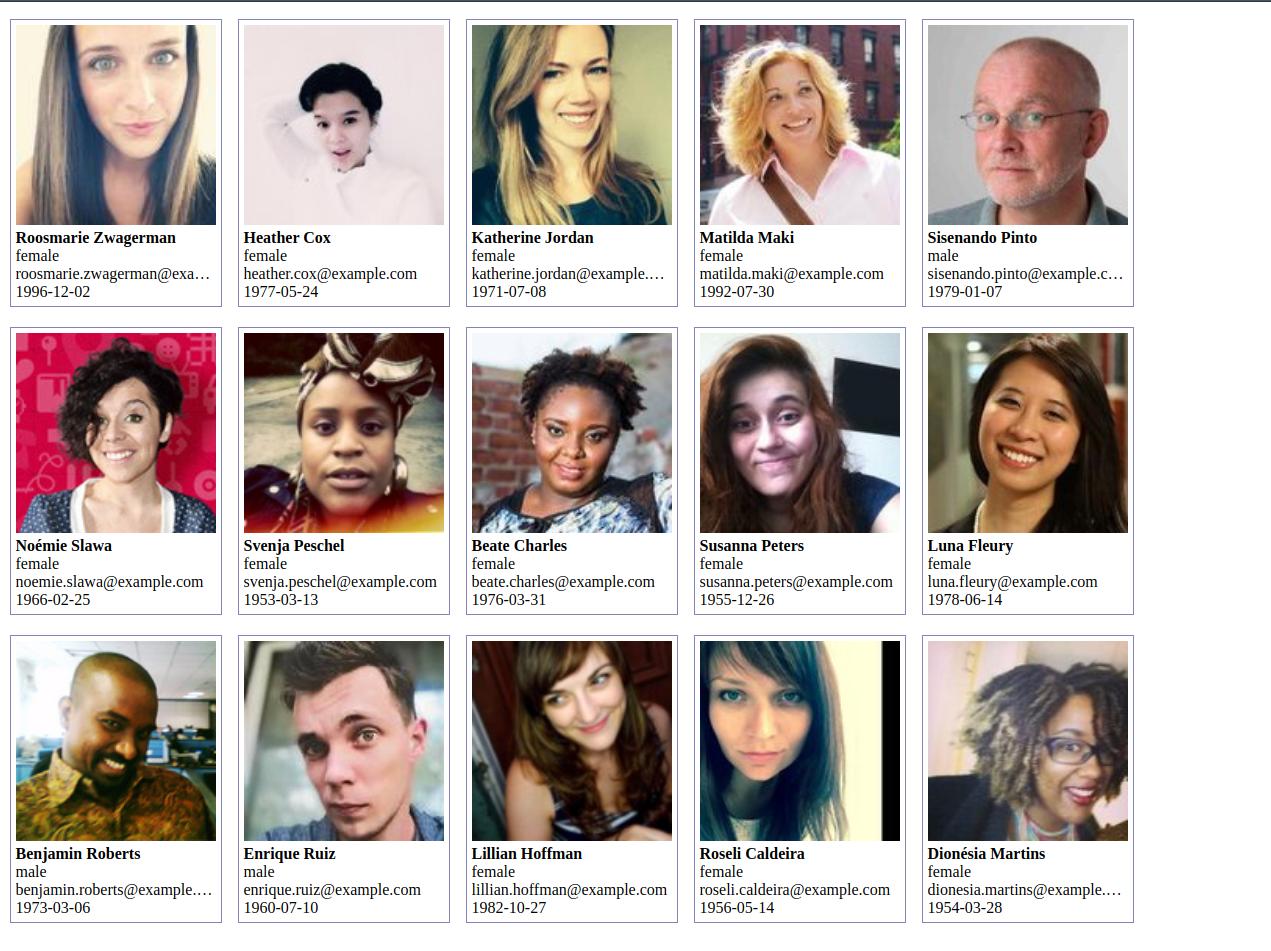 Roosmarie Zwagerman
female
roosmarie.zwagerman@exa…
1996-12-02
Heather Cox
female
heather.cox@example.com
1977-05-24
Katherine Jordan
female
katherine.jordan@example.…
1971-07-08
Matilda Maki
female
matilda.maki@example.com
1992-07-30
Sisenando Pinto
male
sisenando.pinto@example.c…
1979-01-07
Noémie Slawa
female
noemie.slawa@example.com
1966-02-25
Svenja Peschel
female
svenja.peschel@example.com
1953-03-13
Beate Charles
female
beate.charles@example.com
1976-03-31
Susanna Peters
female
susanna.peters@example.com
1955-12-26
Luna Fleury
female
luna.fleury@example.com
1978-06-14
Benjamin Roberts
male
benjamin.roberts@example.…
1973-03-06
Enrique Ruiz
male
enrique.ruiz@example.com
1960-07-10
Lillian Hoffman
female
lillian.hoffman@example.com
1982-10-27
Roseli Caldeira
female
roseli.caldeira@example.com
1956-05-14
Dionésia Martins
female
dionesia.martins@example.…
1954-03-28